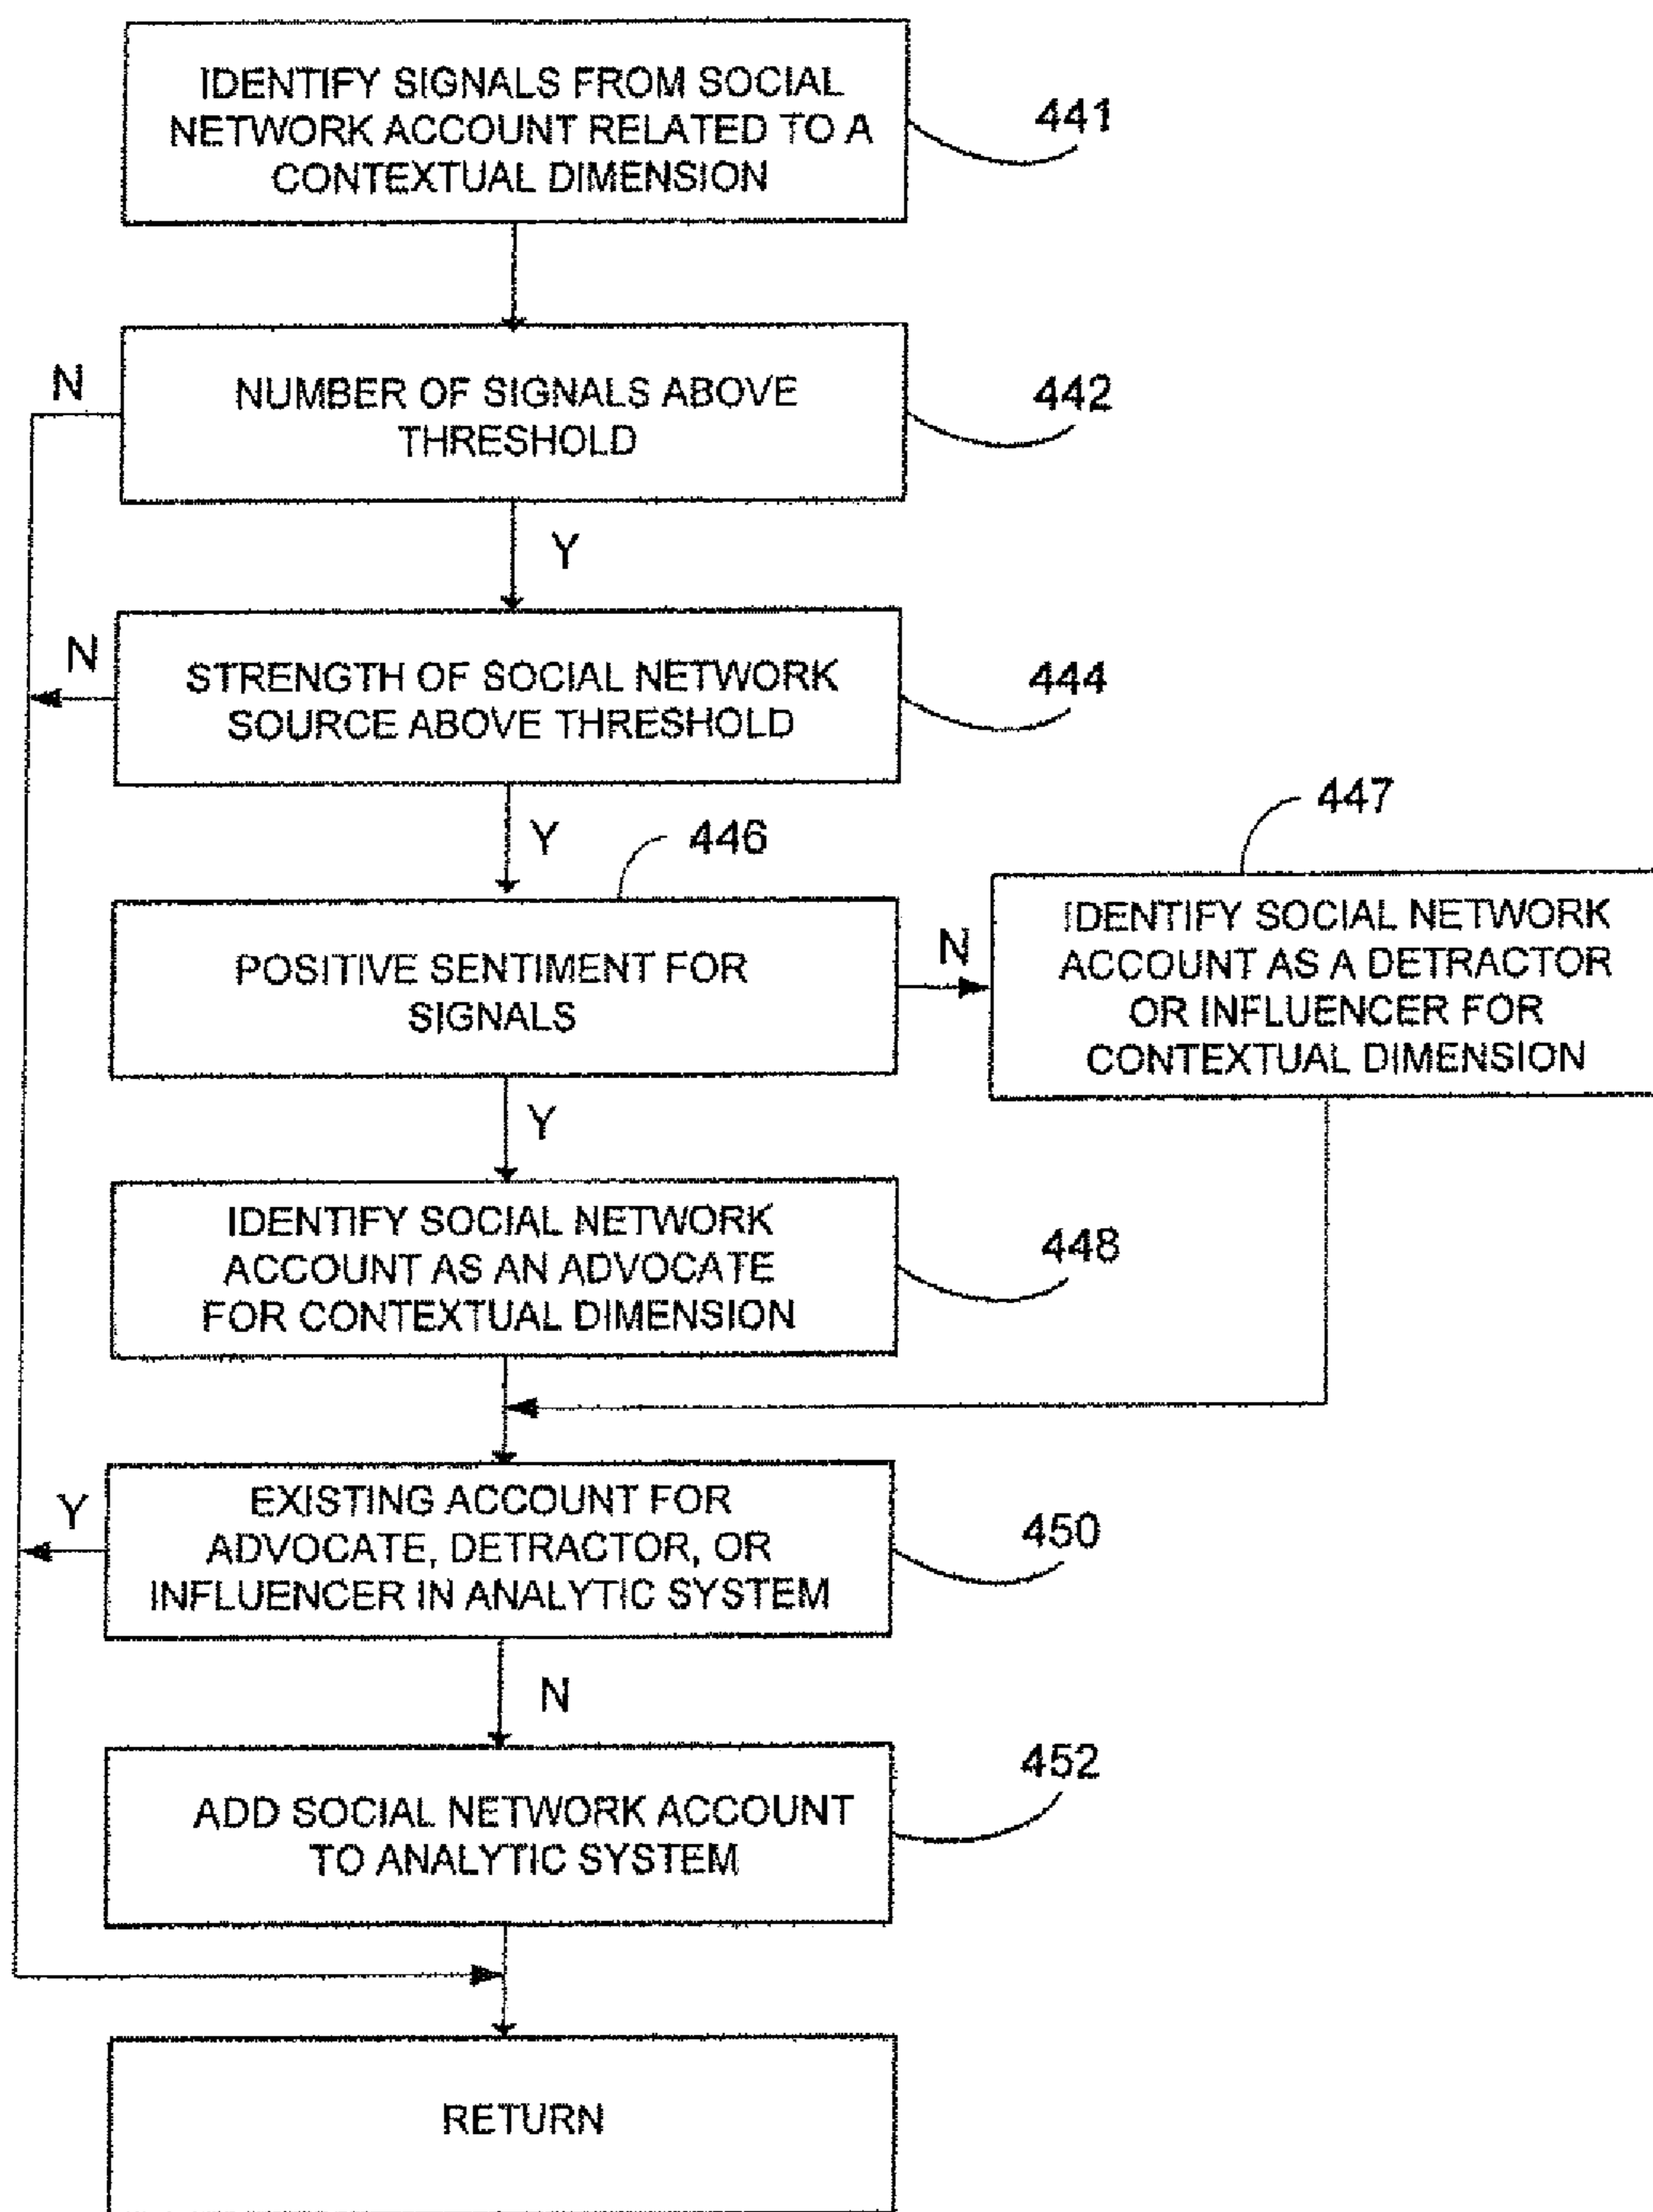 IDENTIFY SIGNALS FROM SOCIAL
NETWORK ACCOUNT RELATED TO A
CONTEXTUAL DIMENSION
441
NUMBER OF SIGNALS ABOVE
THRESHOLD
442
N
Y
STRENGTH OF SOCIAL NETWORK
SOURCE ABOVE THRESHOLD
444
N
Y
446
POSITIVE SENTIMENT FOR
SIGNALS
N
447
IDENTIFY SOCIAL NETWORK
ACCOUNT AS A DETRACTOR
OR INFLUENCER FOR
CONTEXTUAL DIMENSION
Y
IDENTIFY SOCIAL NETWORK
ACCOUNT AS AN ADVOCATE
FOR CONTEXTUAL DIMENSION
448
EXISTING ACCOUNT FOR
ADVOCATE, DETRACTOR, OR
INFLUENCER IN ANALYTIC SYSTEM
450
Y
N
ADD SOCIAL NETWORK ACCOUNT
TO ANALYTIC SYSTEM
452
RETURN